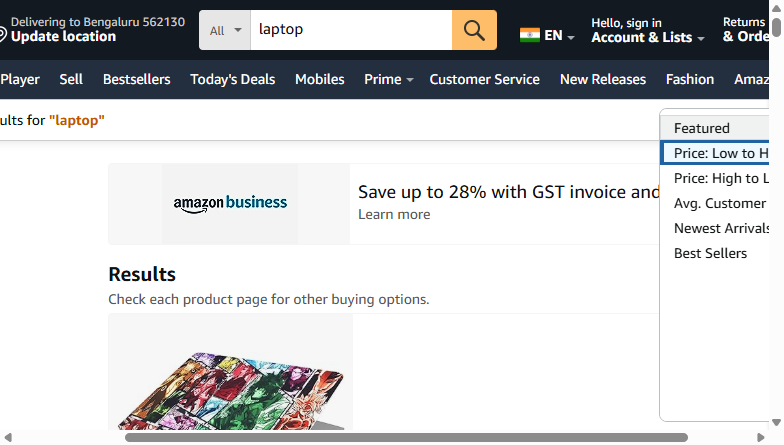 Delivering to Bengaluru 562130
Update location
All
laptop
EN
Hello, sign in
Account & Lists
Returns
& Orde
Player
Sell
Bestsellers
Today's Deals
Mobiles
Prime
Customer Service
New Releases
Fashion
Amaz
ults for "laptop"
Featured
Price: Low to H
Price: High to L
Avg. Customer
Newest Arrivals
Best Sellers
amazon business
Save up to 28% with GST invoice and
Learn more
Results
Check each product page for other buying options.